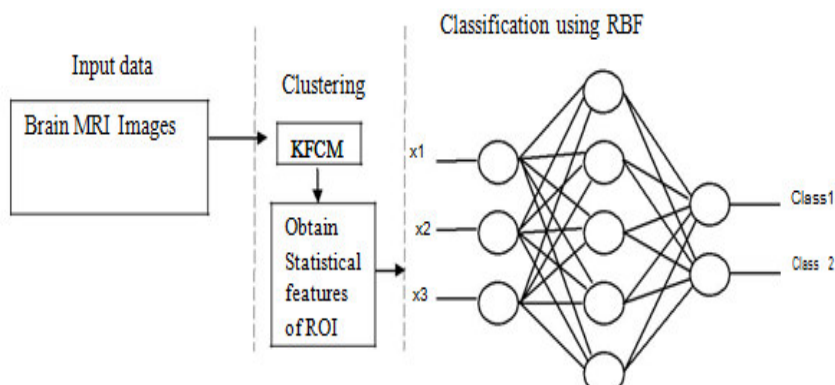 Classification using RBF
Input data
Clustering
Brain MRI Images
KFCM
Obtain
Statistical
features
of ROI
x1
x2
x3
Class1
Class 2